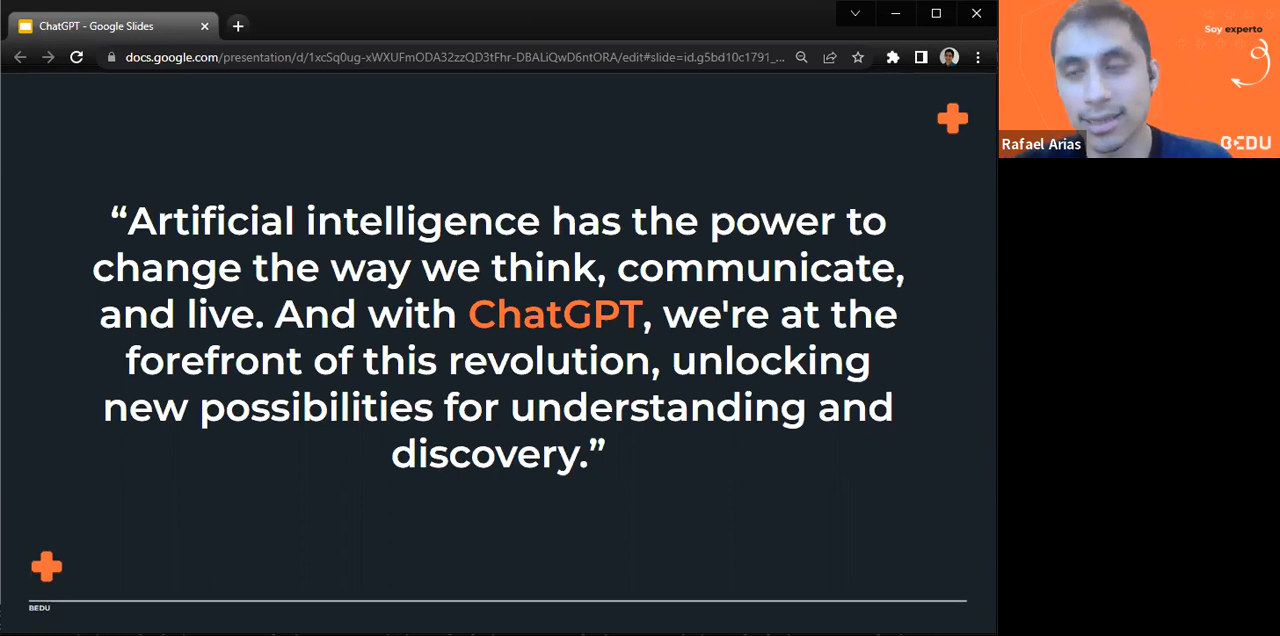 ChatGPT - Google Slides
docs.google.com/presentation/d/1xcSq0ug-xWXUFmODA32zzQD3tFhr-DBALiQwD6ntORA/edit#slide=id.g5bd10c1791_...
Soy experto
BEDU
Rafael Arias
“Artificial intelligence has the power to
change the way we think, communicate,
and live. And with ChatGPT, we're at the
forefront of this revolution, unlocking
new possibilities for understanding and
discovery.”
BEDU